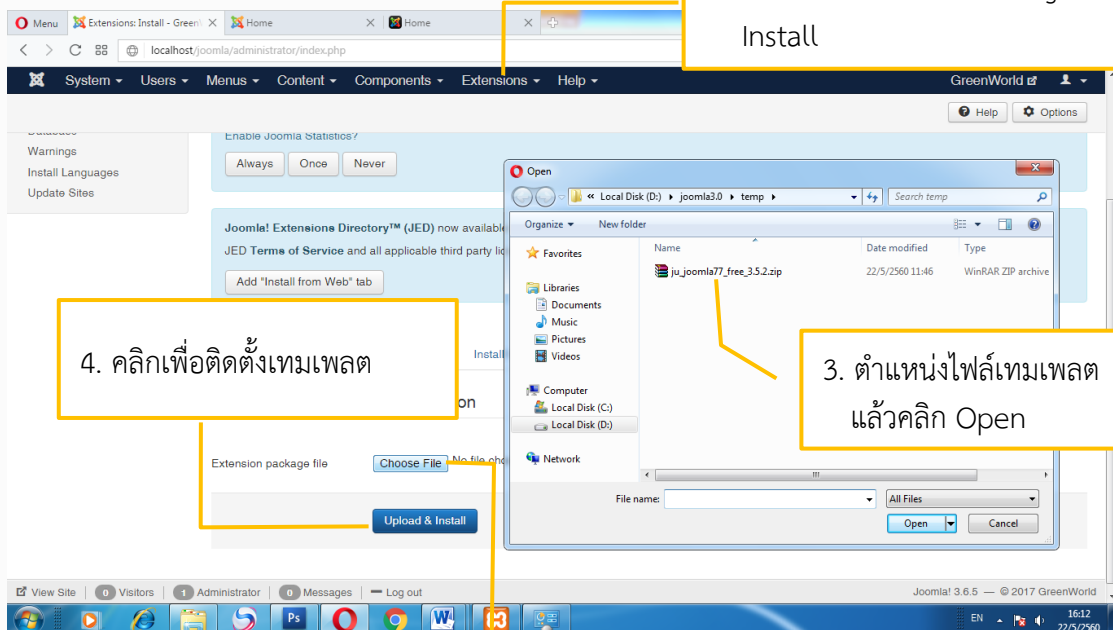 Install
Menu
Extensions: Install - Green
Home
Home
localhost/joomla/administrator/index.php
System
Users
Menus
Content
Components
Extensions
Help
GreenWorld
Help
Options
Warnings
Install Languages
Update Sites
Enable Joomla Statistics?
Always
Once
Never
Joomla! Extensions Directory™ (JED) now available
JED Terms of Service and all applicable third party
Add "Install from Web" tab
4. คลิกเพื่อติดตั้งเทมเพลต
Install
on
Extension package file
Choose File
No file
Upload & Install
Open
« Local Disk (D:) joomla3.0 temp
Search temp
Organize
New folder
Name
Date modified
Type
Favorites
ju_joomla77_free_3.5.2.zip
22/5/2560 11:46
WinRAR ZIP archive
Libraries
Documents
Music
Pictures
Videos
Computer
Local Disk (C:)
Local Disk (D:)
Network
3. ตำแหน่งไฟล์เทมเพลต
แล้วคลิก Open
File name:
All Files
Open
Cancel
View Site
0 Visitors
1 Administrator
0 Messages
Log out
Joomla! 3.6.5 — © 2017 GreenWorld
Ps
EN
16:12
22/5/2560